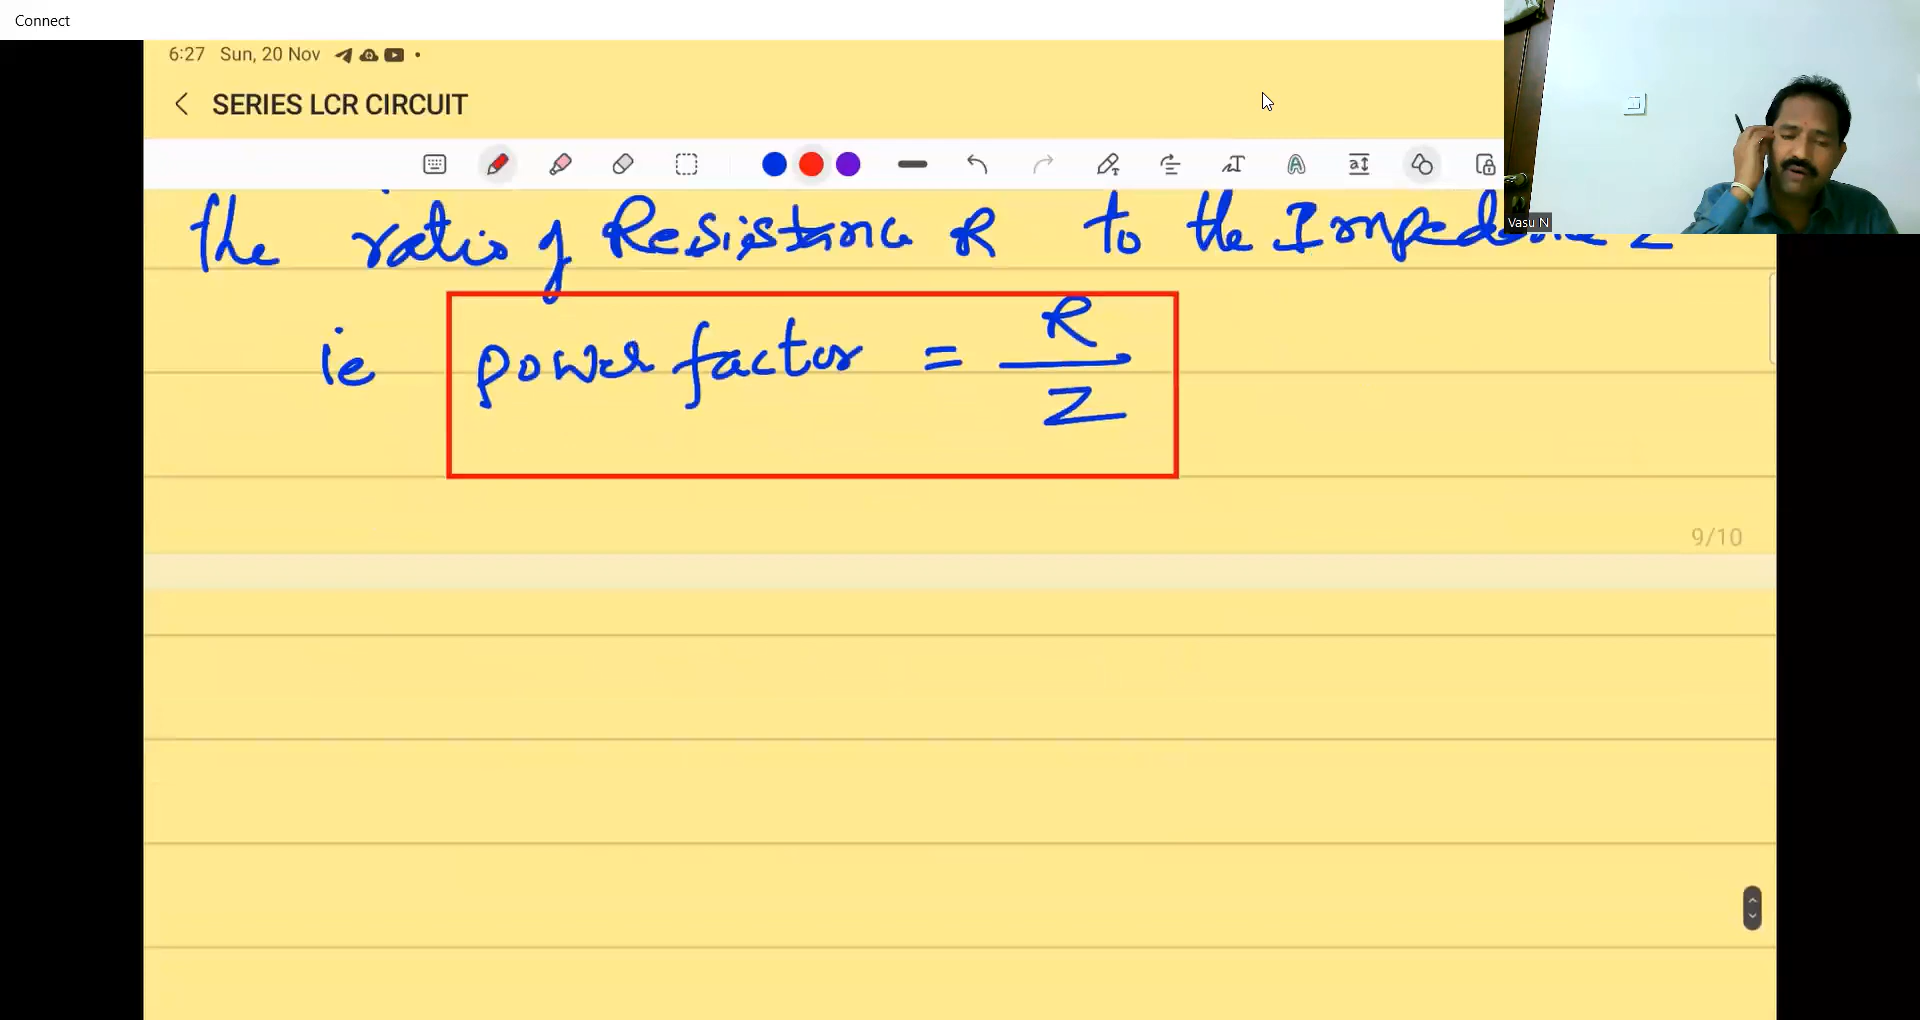 Connect
6:27 Sun, 20 Nov
SERIES LCR CIRCUIT
Vasu N
the ratio of Resistance R to the Impedance Z
ie power factor = R
Z
9/10